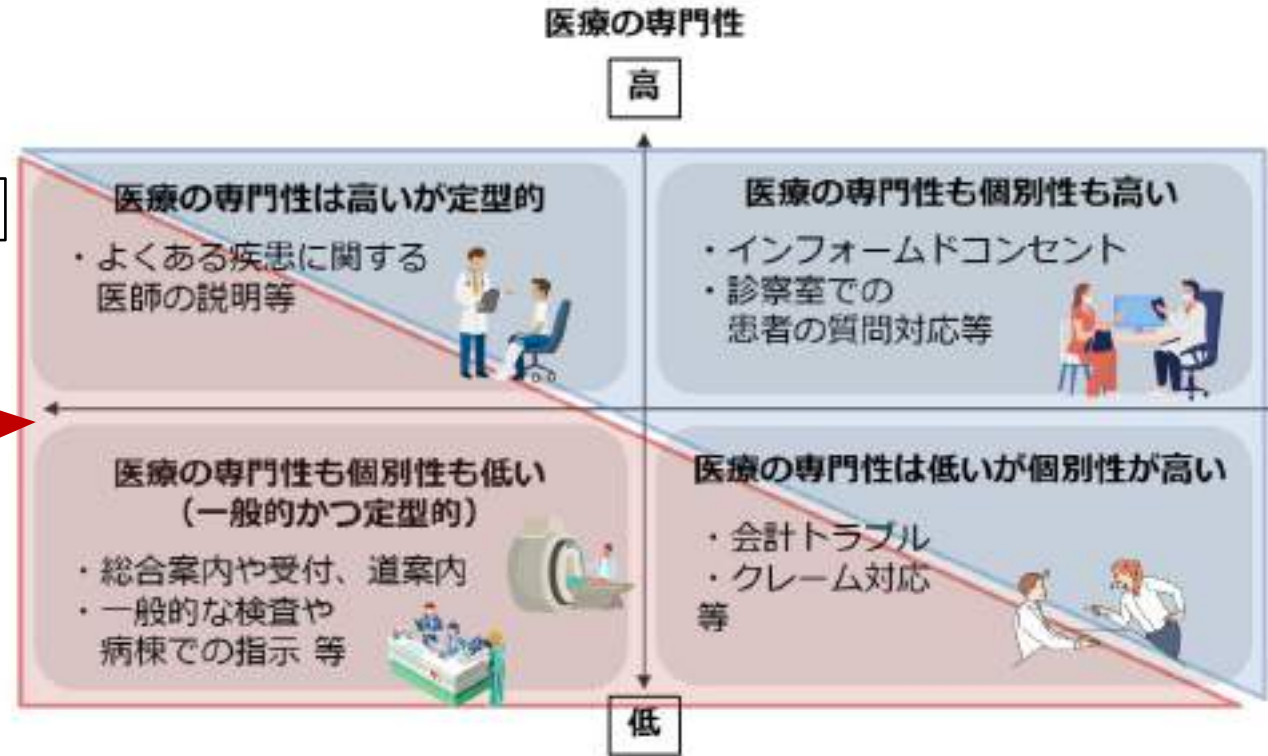 医療の専門性
高
医療の専門性は高いが定型的
・よくある疾患に関する
医師の説明等
医療の専門性も個別性も高い
・インフォームドコンセント
・診察室での
患者の質問対応等
医療の専門性も個別性も低い
(一般的かつ定型的)
・総合案内や受付、道案内
・一般的な検査や
病棟での指示 等
医療の専門性は低いが個別性が高い
・会計トラブル
・クレーム対応
等
低